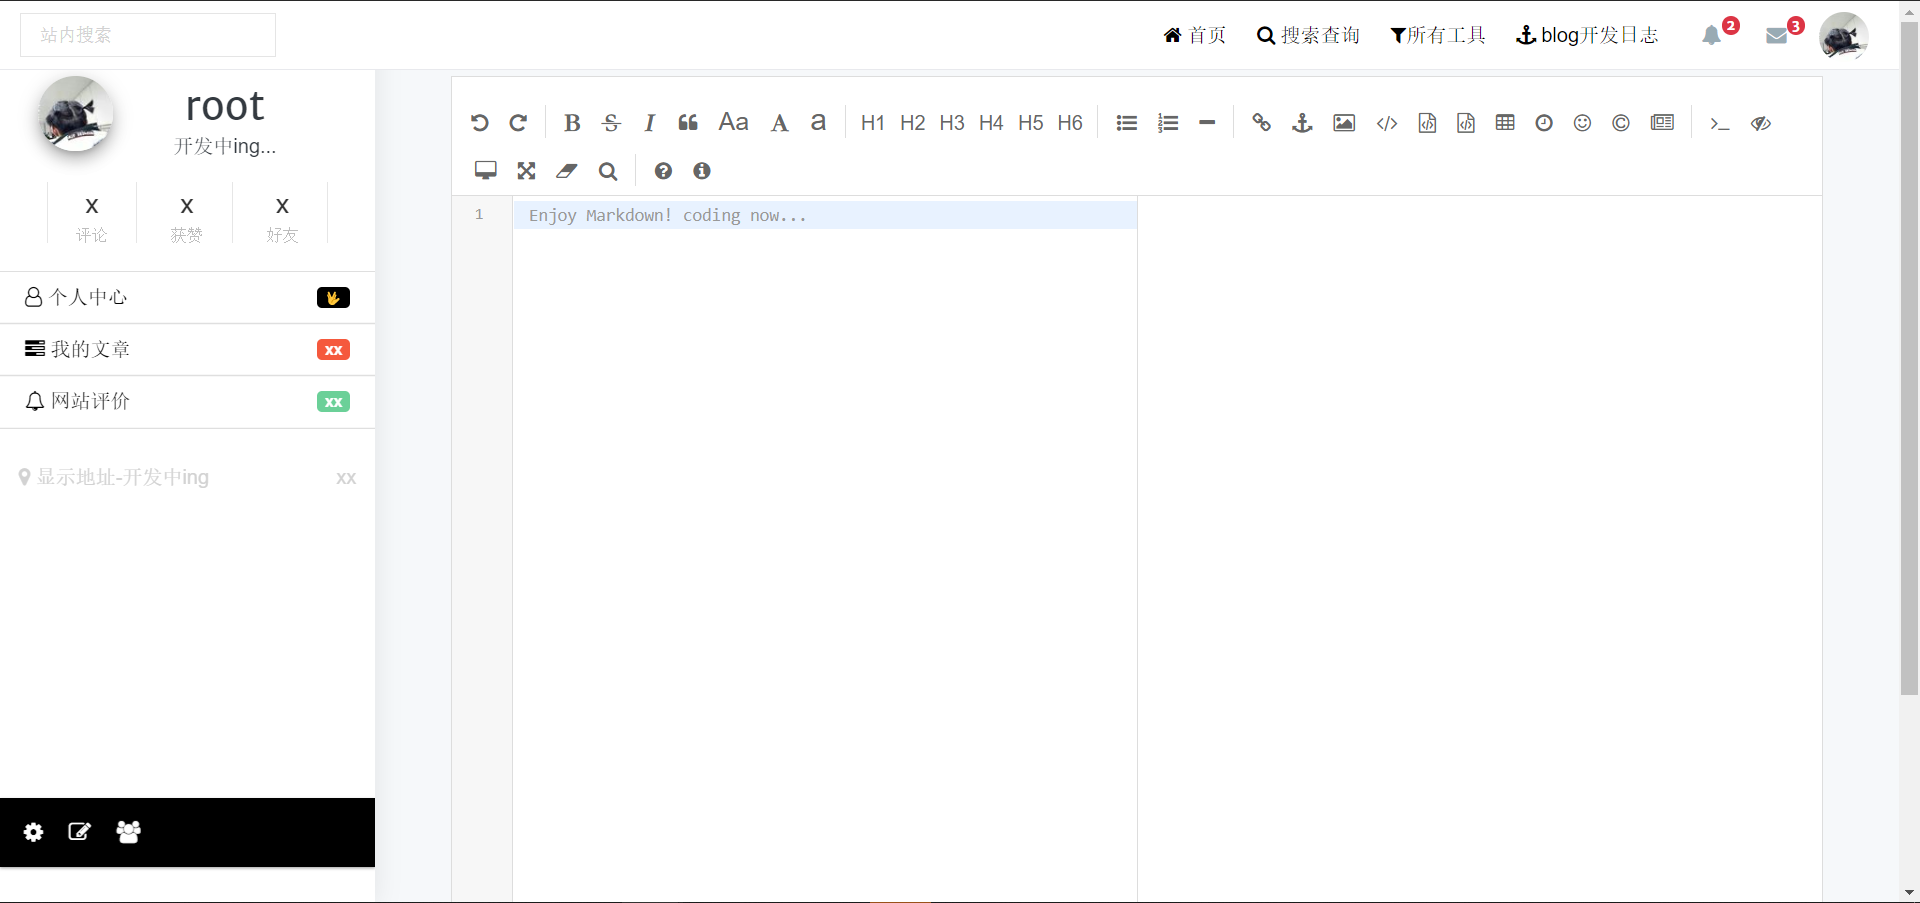 站内搜索
首页 搜索查询 所有工具 blog开发日志 2 3
root
开发中ing...
x x x
评论 获赞 好友
个人中心
我的文章 xx
网站评价 xx
显示地址-开发中ing xx
B S I Aa A a H1 H2 H3 H4 H5 H6
1 Enjoy Markdown! coding now...